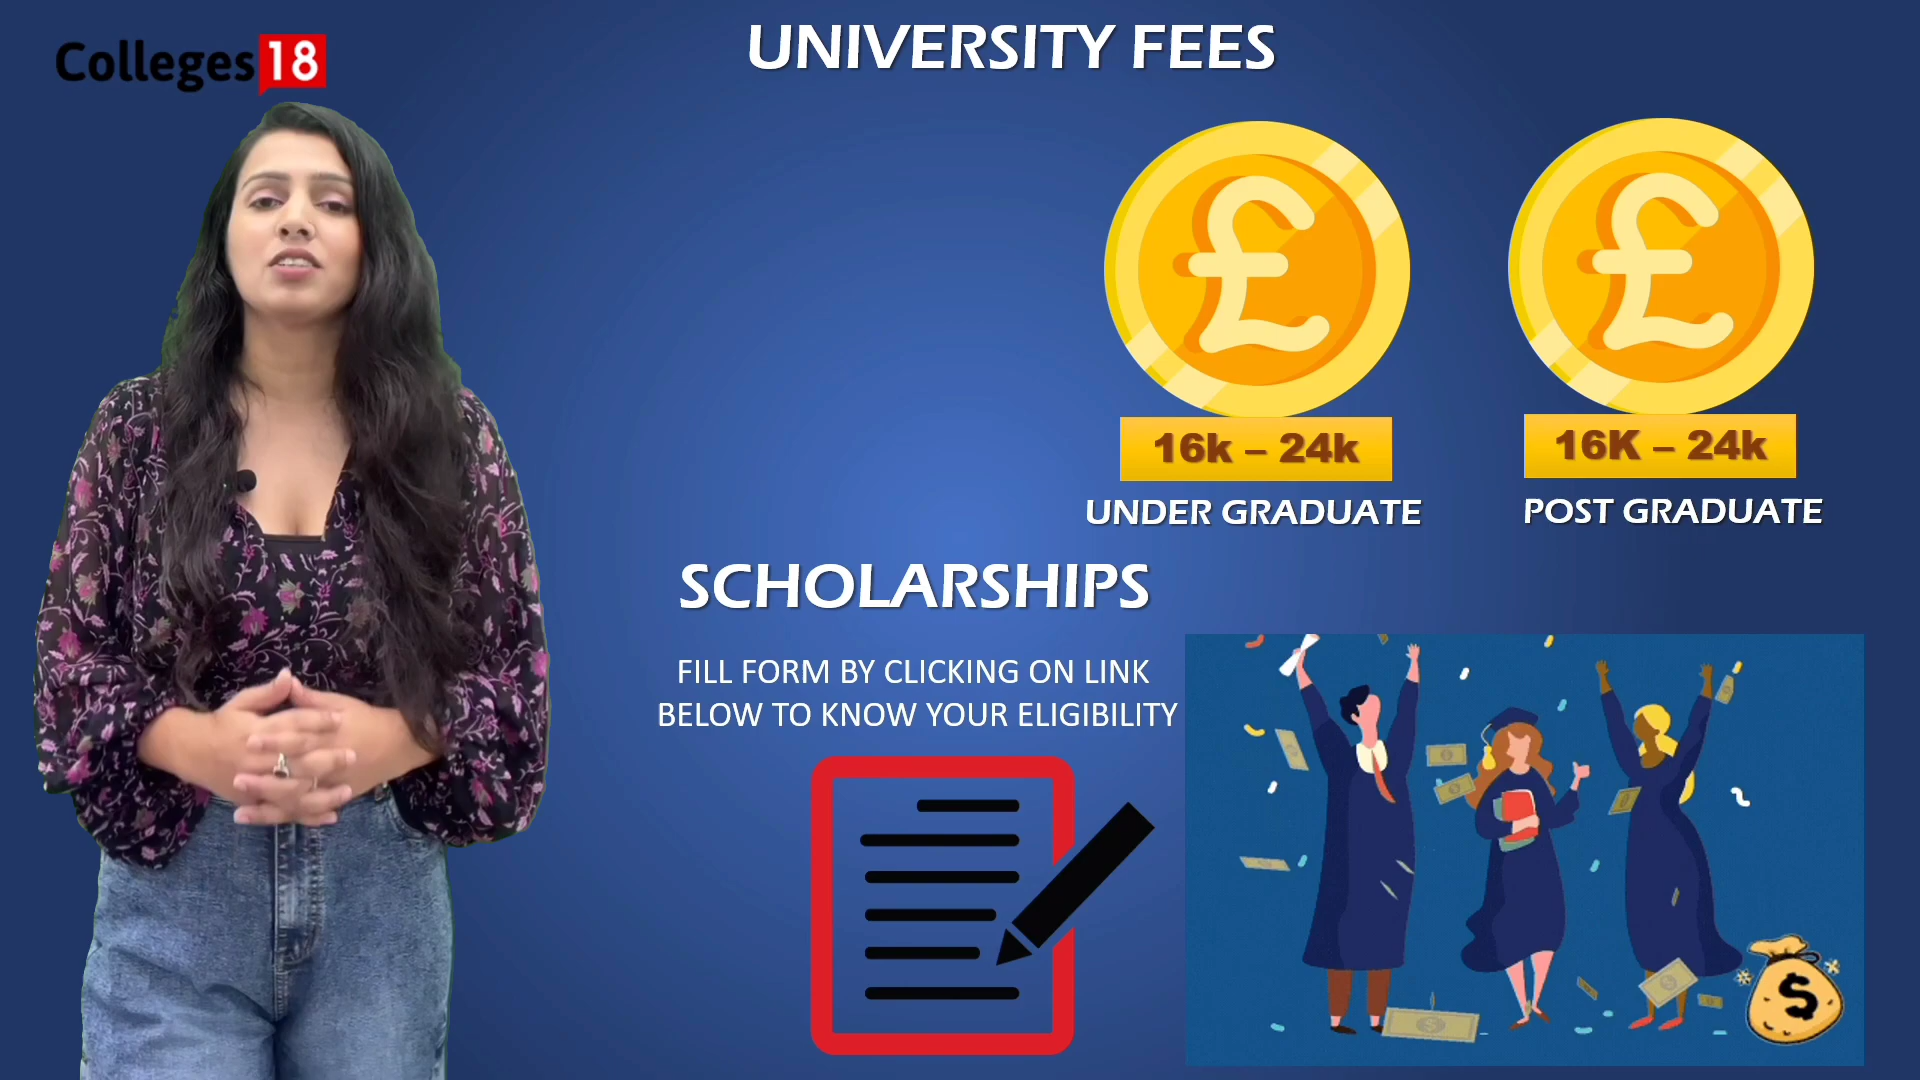 Colleges18
UNIVERSITY FEES
£
£
16k – 24k
16K – 24k
UNDER GRADUATE
POST GRADUATE
SCHOLARSHIPS
FILL FORM BY CLICKING ON LINK
BELOW TO KNOW YOUR ELIGIBILITY
$